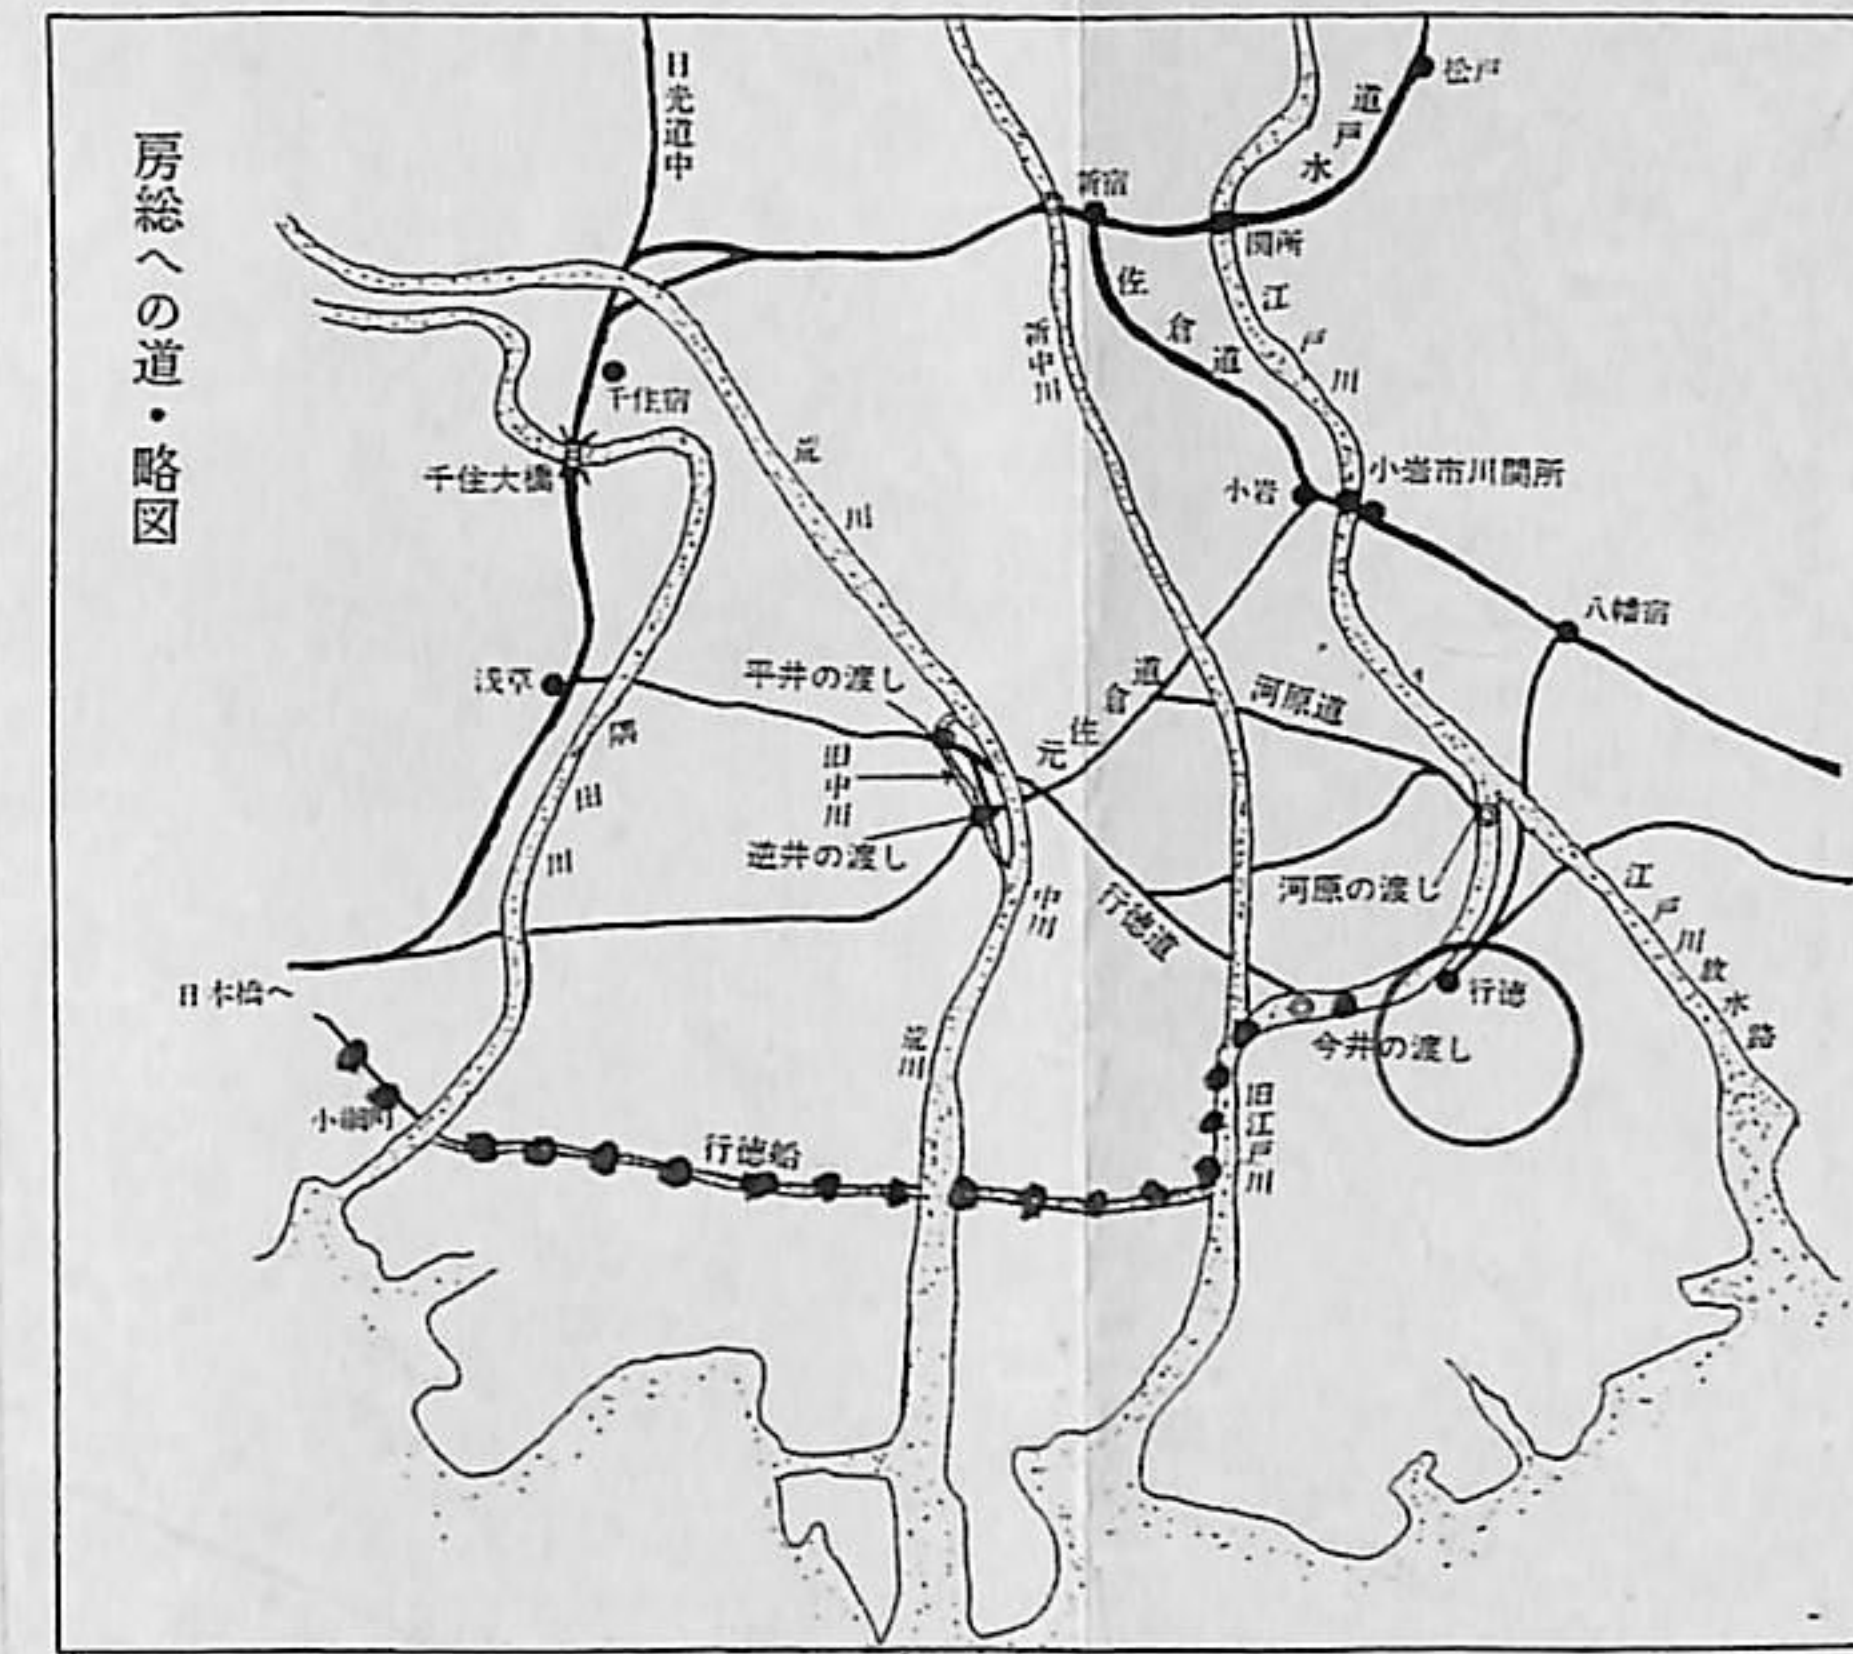 房総への道・略図
日光道中
松戸
水戸道
新宿
関所
佐倉道
江戸川
新中川
千住宿
千住大橋
荒川
小岩
小岩市川関所
八幡宿
浅草
平井の渡し
隅田川
旧中川
逆井の渡し
元佐倉道
河原道
河原の渡し
中川
行徳道
江戸川放水路
日本橋へ
行徳
今井の渡し
荒川
小網町
行徳船
旧江戸川